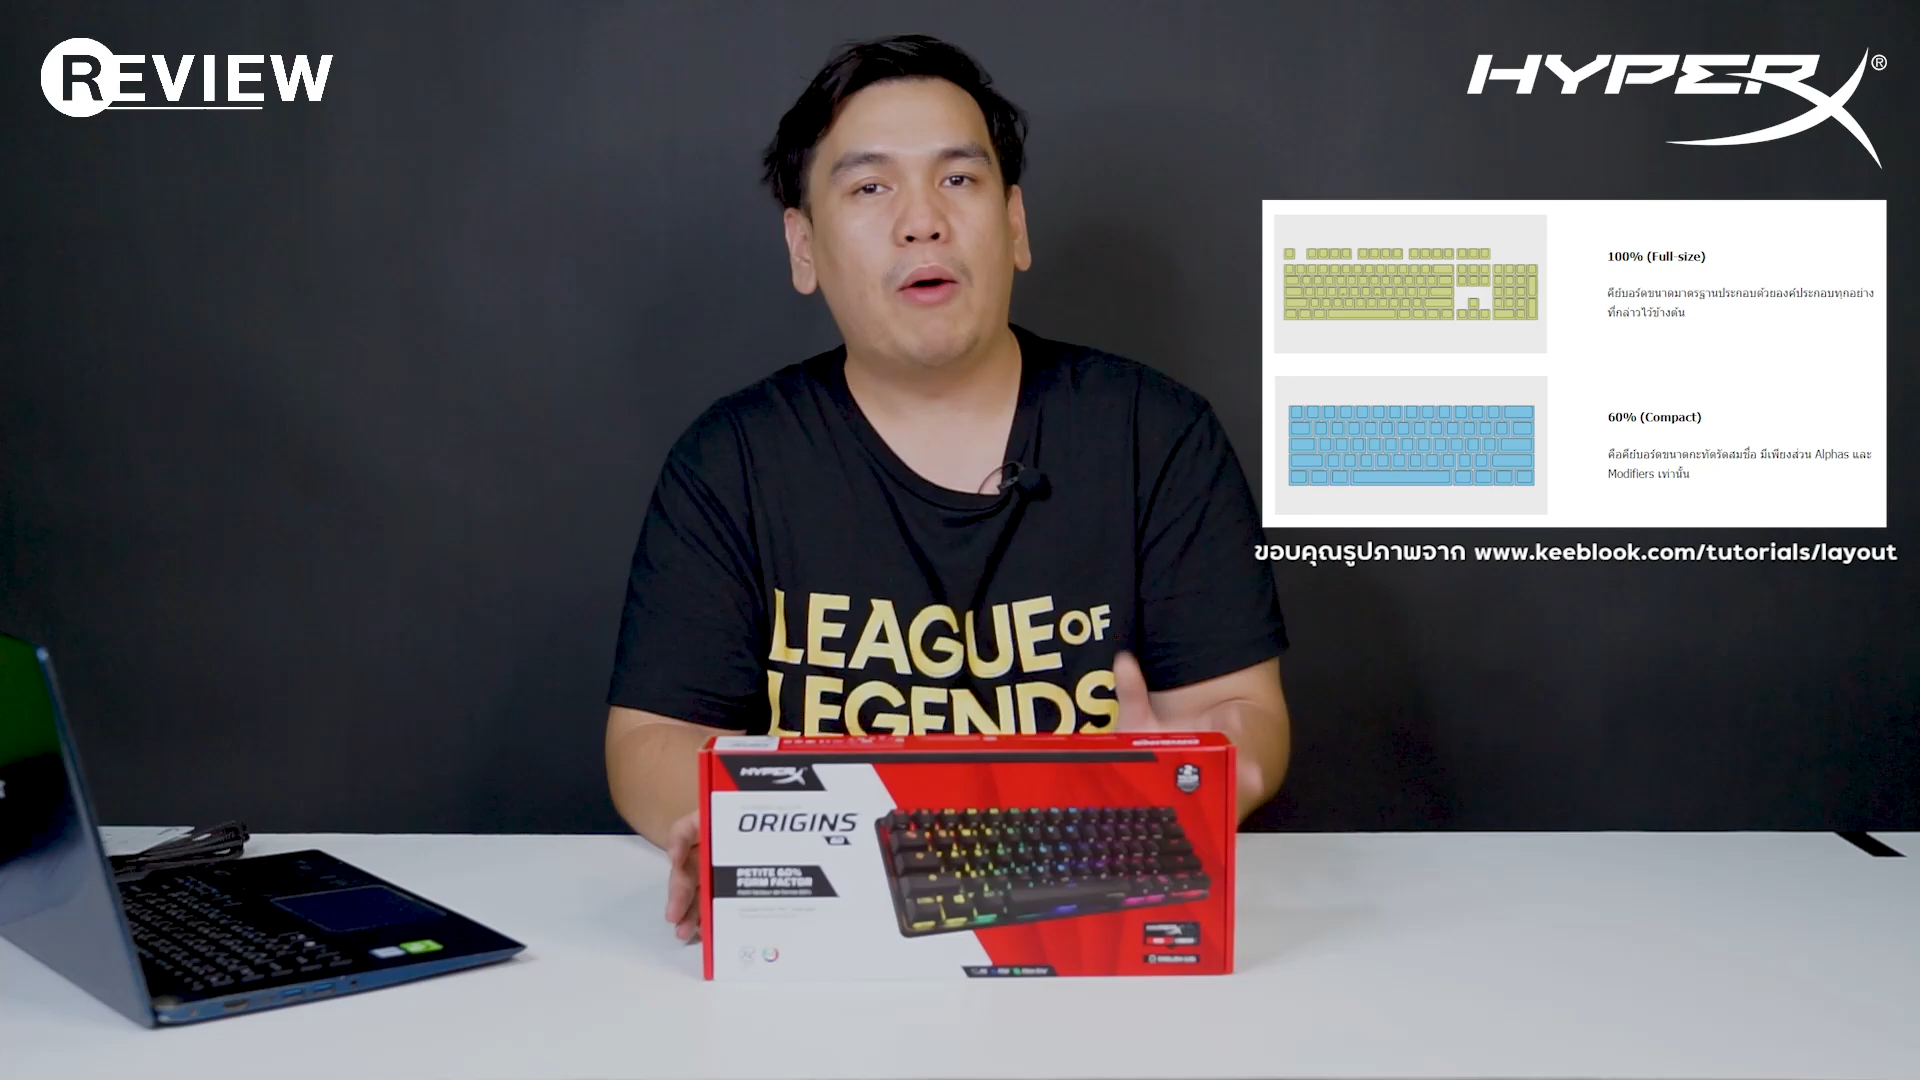 REVIEW
HYPERX®
100% (Full-size)
คีย์บอร์ดขนาดมาตรฐานประกอบด้วยองค์ประกอบทุกอย่าง
ที่กล่าวไว้ข้างต้น
60% (Compact)
คือคีย์บอร์ดขนาดกะทัดรัดสมชื่อ มีเพียงส่วน Alphas และ
Modifiers เท่านั้น
ขอบคุณรูปภาพจาก www.keeblook.com/tutorials/layout
LEAGUE OF
LEGENDS
HYPERX
ORIGINS
60
PETITE 60%
FORM FACTOR
HYPERX